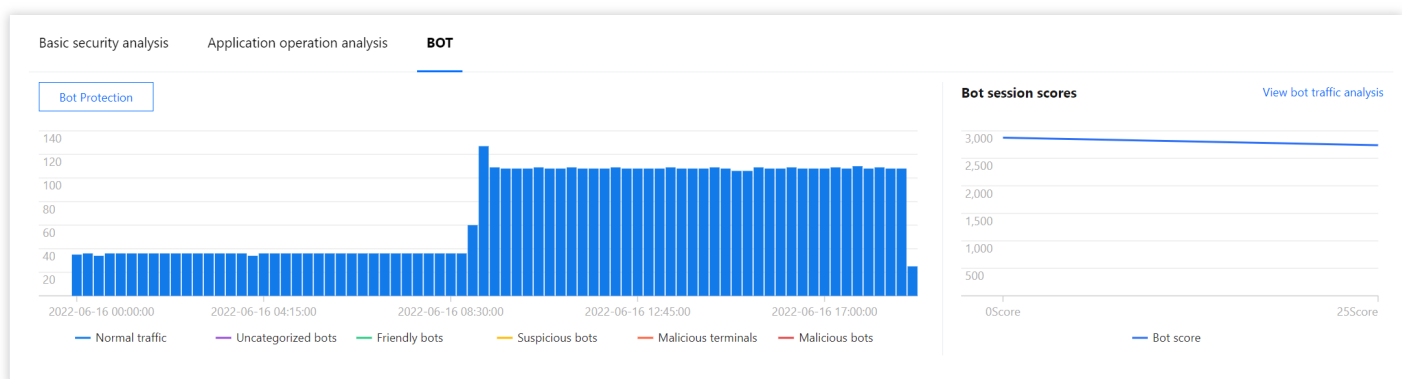 Basic security analysis Application operation analysis BOT
Bot Protection
140
120
100
80
60
40
20
2022-06-16 00:00:00 2022-06-16 04:15:00 2022-06-16 08:30:00 2022-06-16 12:45:00 2022-06-16 17:00:00
Normal traffic Uncategorized bots Friendly bots Suspicious bots Malicious terminals Malicious bots
Bot session scores View bot traffic analysis
3,000
2,500
2,000
1,500
1,000
500
0Score 25Score
Bot score